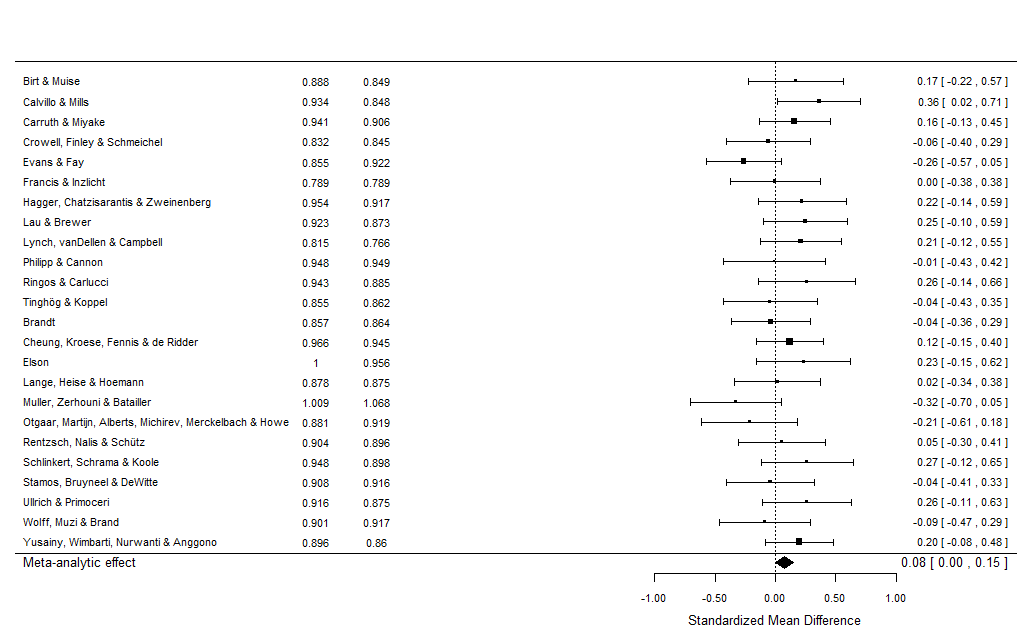 Birt & Muise 0.888 0.849 0.17 [ -0.22 , 0.57 ]
Calvillo & Mills 0.934 0.848 0.36 [ 0.02 , 0.71 ]
Carruth & Miyake 0.941 0.906 0.16 [ -0.13 , 0.45 ]
Crowell, Finley & Schmeichel 0.832 0.845 -0.06 [ -0.40 , 0.29 ]
Evans & Fay 0.855 0.922 -0.26 [ -0.57 , 0.05 ]
Francis & Inzlicht 0.789 0.789 0.00 [ -0.38 , 0.38 ]
Hagger, Chatzisarantis & Zweinenberg 0.954 0.917 0.22 [ -0.14 , 0.59 ]
Lau & Brewer 0.923 0.873 0.25 [ -0.10 , 0.59 ]
Lynch, vanDellen & Campbell 0.815 0.766 0.21 [ -0.12 , 0.55 ]
Philipp & Cannon 0.948 0.949 -0.01 [ -0.43 , 0.42 ]
Ringos & Carlucci 0.943 0.885 0.26 [ -0.14 , 0.66 ]
Tinghög & Koppel 0.855 0.862 -0.04 [ -0.43 , 0.35 ]
Brandt 0.857 0.864 -0.04 [ -0.36 , 0.29 ]
Cheung, Kroese, Fennis & de Ridder 0.966 0.945 0.12 [ -0.15 , 0.40 ]
Elson 1 0.956 0.23 [ -0.15 , 0.62 ]
Lange, Heise & Hoemann 0.878 0.875 0.02 [ -0.34 , 0.38 ]
Muller, Zerhouni & Batailler 1.009 1.068 -0.32 [ -0.70 , 0.05 ]
Otgaar, Martijn, Alberts, Michirev, Merckelbach & Howe 0.881 0.919 -0.21 [ -0.61 , 0.18 ]
Rentzsch, Nalis & Schütz 0.904 0.896 0.05 [ -0.30 , 0.41 ]
Schlinkert, Schrama & Koole 0.948 0.898 0.27 [ -0.12 , 0.65 ]
Stamos, Bruyneel & DeWitte 0.908 0.916 -0.04 [ -0.41 , 0.33 ]
Ullrich & Primoceri 0.916 0.875 0.26 [ -0.11 , 0.63 ]
Wolff, Muzi & Brand 0.901 0.917 -0.09 [ -0.47 , 0.29 ]
Yusainy, Wimbarti, Nurwanti & Anggono 0.896 0.86 0.20 [ -0.08 , 0.48 ]
Meta-analytic effect 0.08 [ 0.00 , 0.15 ]
-1.00 -0.50 0.00 0.50 1.00
Standardized Mean Difference